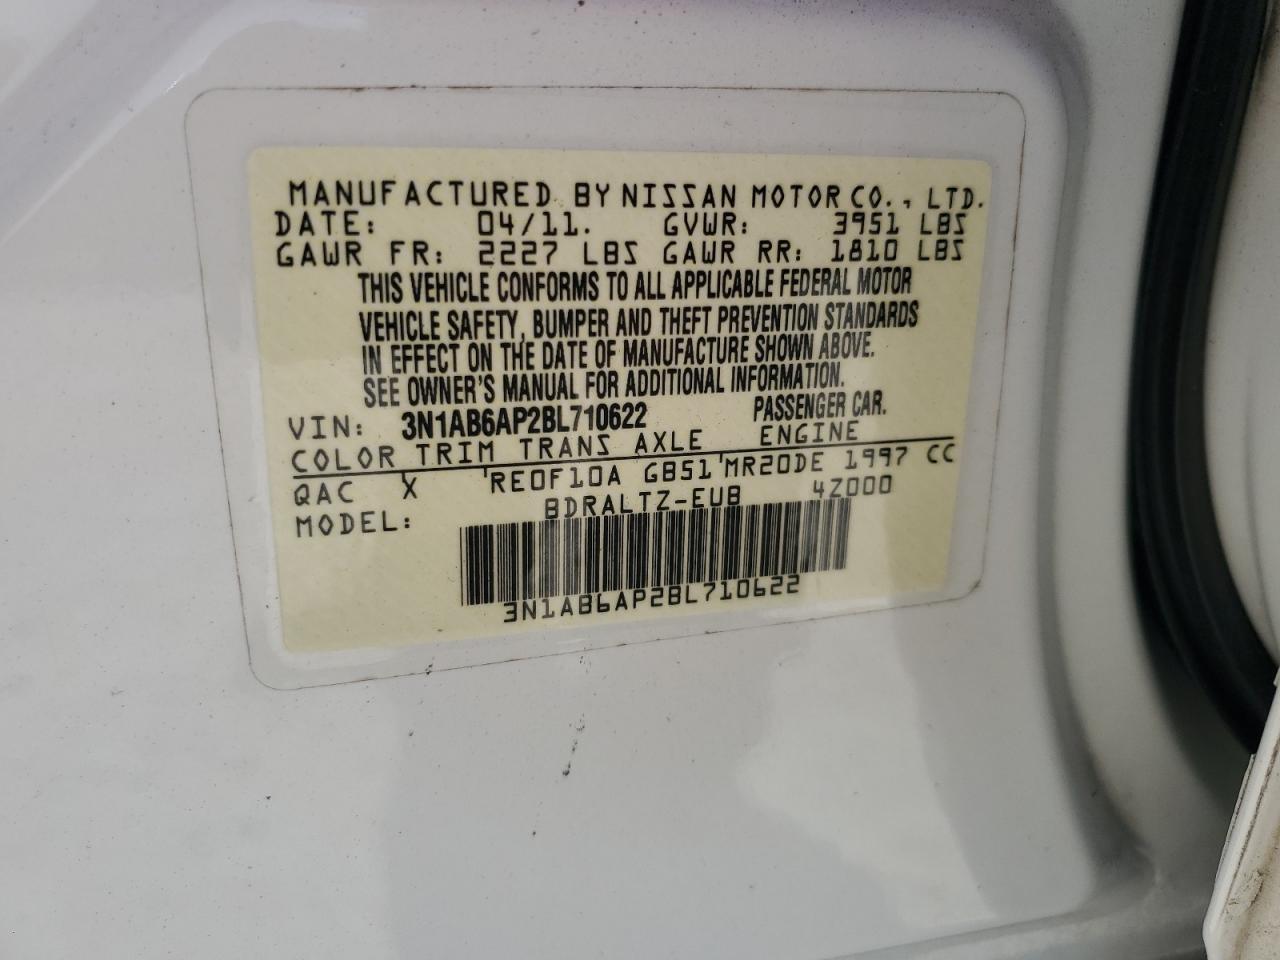 MANUFACTURED BY NISSAN MOTOR CO., LTD.
DATE: 04/11. GVWR: 3951 LBS
GAWR FR: 2227 LBS GAWR RR: 1810 LBS
THIS VEHICLE CONFORMS TO ALL APPLICABLE FEDERAL MOTOR
VEHICLE SAFETY, BUMPER AND THEFT PREVENTION STANDARDS
IN EFFECT ON THE DATE OF MANUFACTURE SHOWN ABOVE.
SEE OWNER'S MANUAL FOR ADDITIONAL INFORMATION.
VIN: 3N1AB6AP2BL710622 PASSENGER CAR.
COLOR TRIM TRANS AXLE ENGINE
QAC X RE0F10A GB51 MR20DE 1997 CC
MODEL: BDRALTZ-EUB 4Z000
3N1AB6AP2BL710622